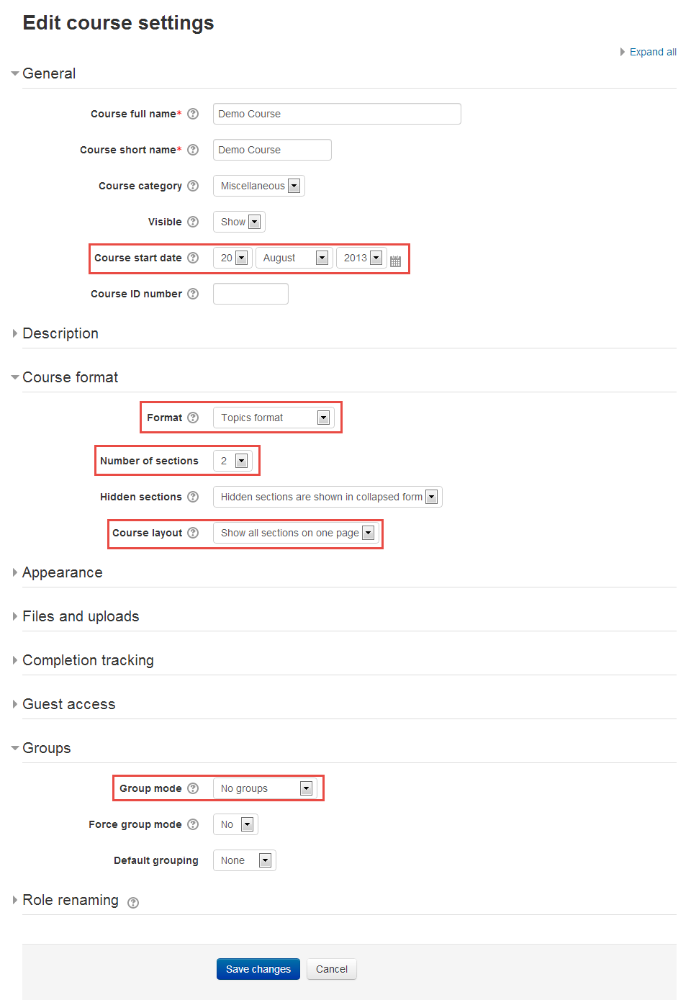 Edit course settings
Expand all
General
Course full name* Demo Course
Course short name* Demo Course
Course category Miscellaneous
Visible Show
Course start date 20 August 2013
Course ID number
Description
Course format
Format Topics format
Number of sections 2
Hidden sections Hidden sections are shown in collapsed form
Course layout Show all sections on one page
Appearance
Files and uploads
Completion tracking
Guest access
Groups
Group mode No groups
Force group mode No
Default grouping None
Role renaming
Save changes Cancel